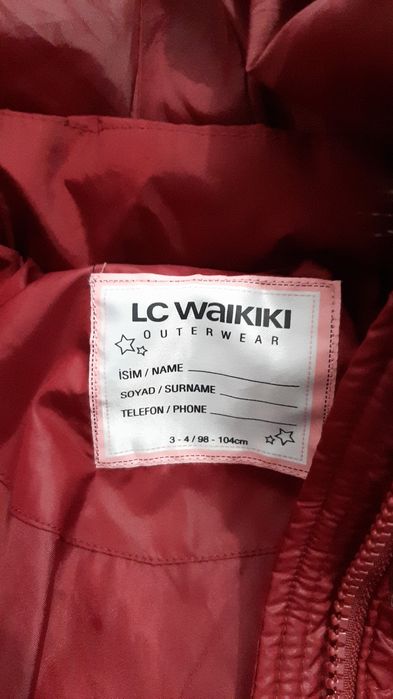 LC WAIKIKI
OUTERWEAR
İSİM / NAME
SOYAD / SURNAME
TELEFON / PHONE
3 - 4 / 98 - 104cm